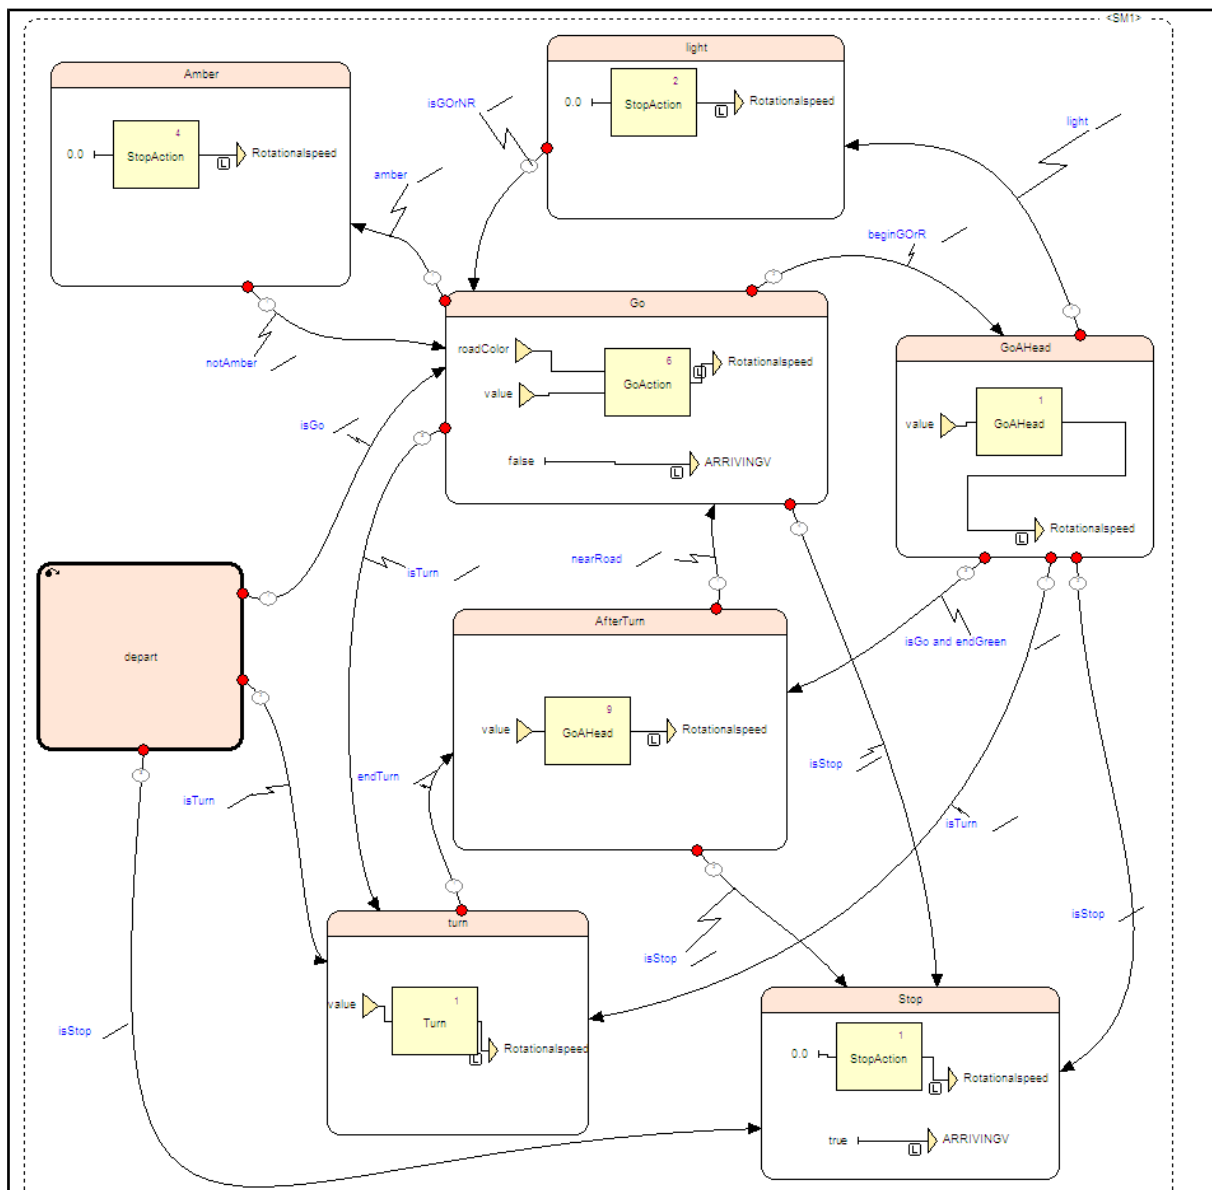 <SM1>
light
Amber
2
0.0
StopAction
Rotationalspeed
isGOrNR
light
4
0.0
StopAction
Rotationalspeed
amber
beginGOrR
Go
notAmber
roadColor
6
GoAction
Rotationalspeed
value
GoAHead
1
value
GoAHead
isGo
false
ARRIVINGV
Rotationalspeed
nearRoad
isTurn
AfterTurn
isGo and endGreen
depart
9
value
GoAHead
Rotationalspeed
isStop
endTurn
isTurn
isTurn
turn
isStop
isStop
value
1
Turn
Rotationalspeed
isStop
Stop
1
0.0
StopAction
Rotationalspeed
true
ARRIVINGV
L
L
L
L
L
L
L
L
L